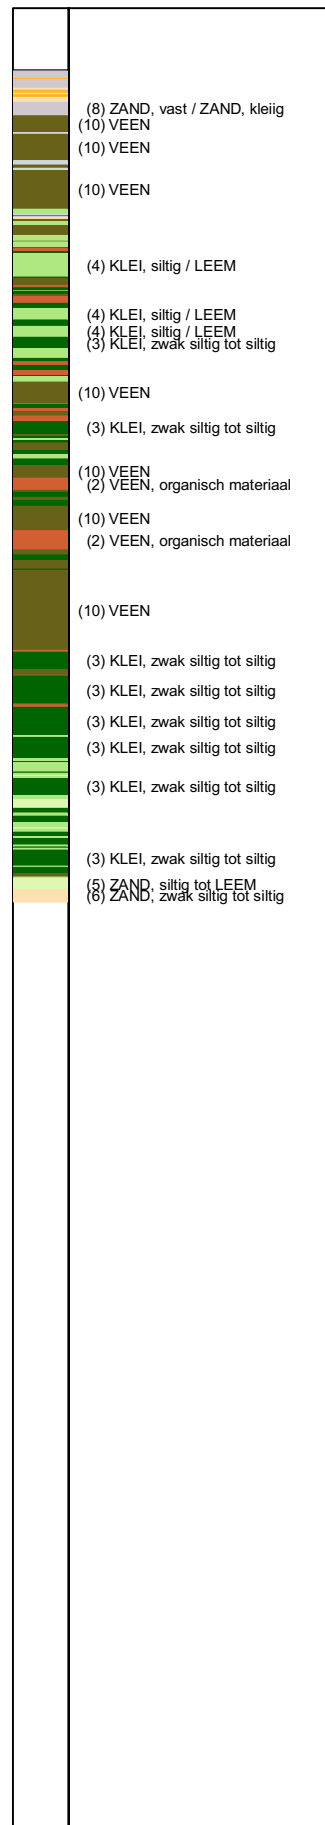 (8) ZAND, vast / ZAND, kleiig
(10) VEEN
(10) VEEN
(10) VEEN
(4) KLEI, siltig / LEEM
(4) KLEI, siltig / LEEM
(4) KLEI, siltig / LEEM
(3) KLEI, zwak siltig tot siltig
(10) VEEN
(3) KLEI, zwak siltig tot siltig
(10) VEEN
(2) VEEN, organisch materiaal
(10) VEEN
(2) VEEN, organisch materiaal
(10) VEEN
(3) KLEI, zwak siltig tot siltig
(3) KLEI, zwak siltig tot siltig
(3) KLEI, zwak siltig tot siltig
(3) KLEI, zwak siltig tot siltig
(3) KLEI, zwak siltig tot siltig
(3) KLEI, zwak siltig tot siltig
(5) ZAND, siltig tot LEEM
(6) ZAND, zwak siltig tot siltig